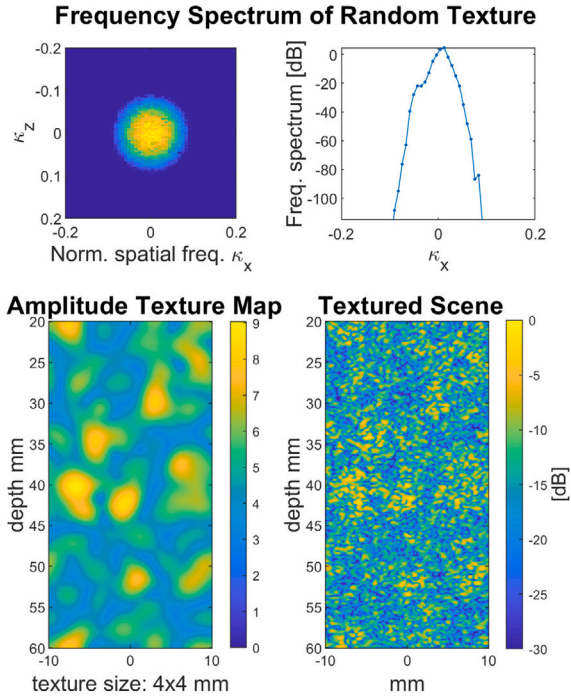 Frequency Spectrum of Random Texture
-0.2
-0.1
0
0.1
0.2
κz
-0.2 0 0.2
Norm. spatial freq. κx
Freq. spectrum [dB]
0
-20
-40
-60
-80
-100
-0.2 0 0.2
κx
Amplitude Texture Map
20
25
30
35
40
45
50
55
60
depth mm
-10 0 10
texture size: 4x4 mm
9
8
7
6
5
4
3
2
1
0
Textured Scene
20
25
30
35
40
45
50
55
60
depth mm
-10 0 10
mm
0
-5
-10
-15
-20
-25
-30
[dB]